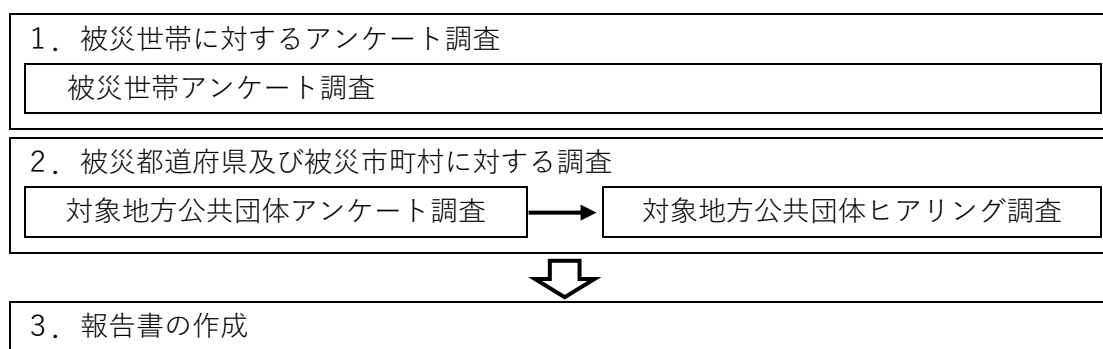 1．被災世帯に対するアンケート調査
被災世帯アンケート調査
2．被災都道府県及び被災市町村に対する調査
対象地方公共団体アンケート調査
対象地方公共団体ヒアリング調査
3．報告書の作成